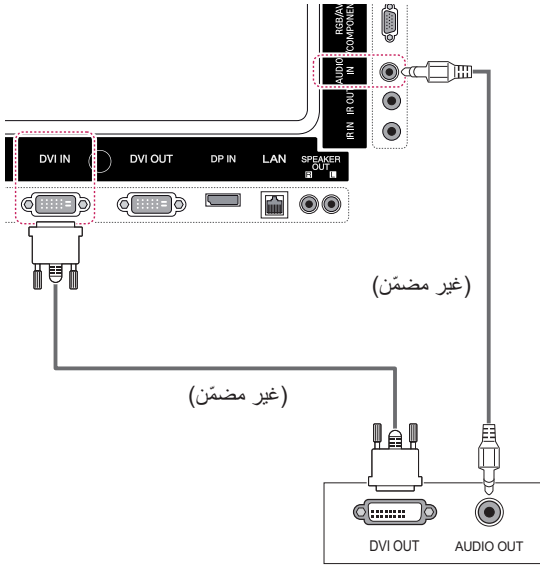 RGB/AV
COMPONENT
AUDIO
IN
IR OUT
IR IN
DVI IN
DVI OUT
DP IN
LAN
SPEAKER
OUT
R L
(غير مضمّن)
(غير مضمّن)
DVI OUT
AUDIO OUT